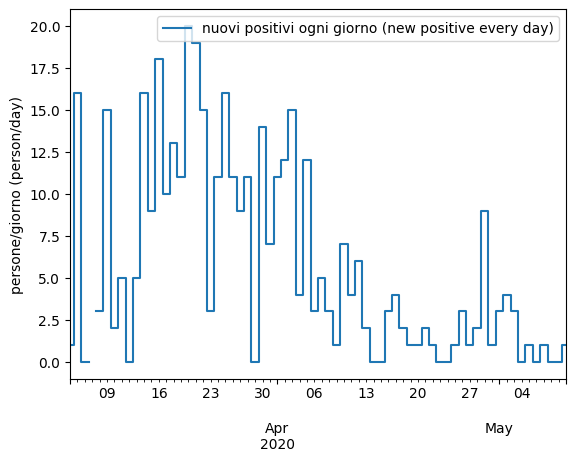 nuovi positivi ogni giorno (new positive every day)
persone/giorno (person/day)
20.0
17.5
15.0
12.5
10.0
7.5
5.0
2.5
0.0
09 16 23 30 06 13 20 27 04
Apr May
2020